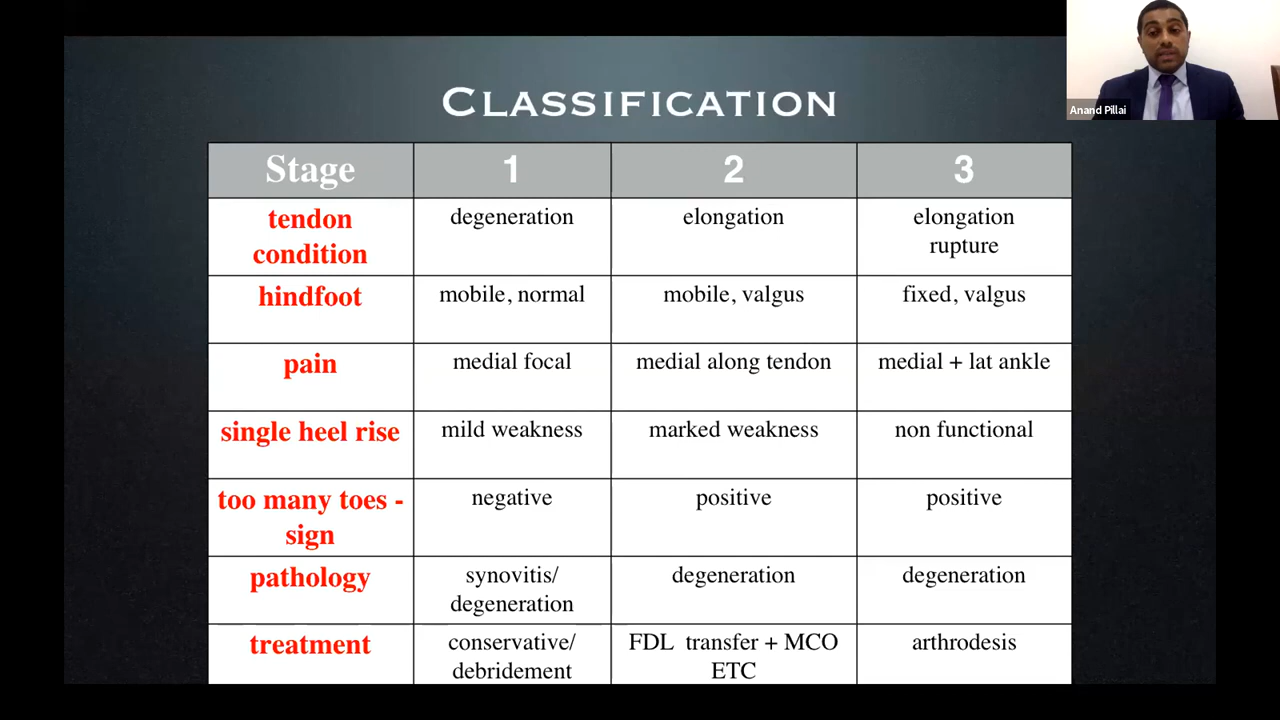 Anand Pillai
CLASSIFICATION
Stage 1 2 3
tendon condition degeneration elongation elongation rupture
hindfoot mobile, normal mobile, valgus fixed, valgus
pain medial focal medial along tendon medial + lat ankle
single heel rise mild weakness marked weakness non functional
too many toes - sign negative positive positive
pathology synovitis/ degeneration degeneration degeneration
treatment conservative/ debridement FDL transfer + MCO ETC arthrodesis